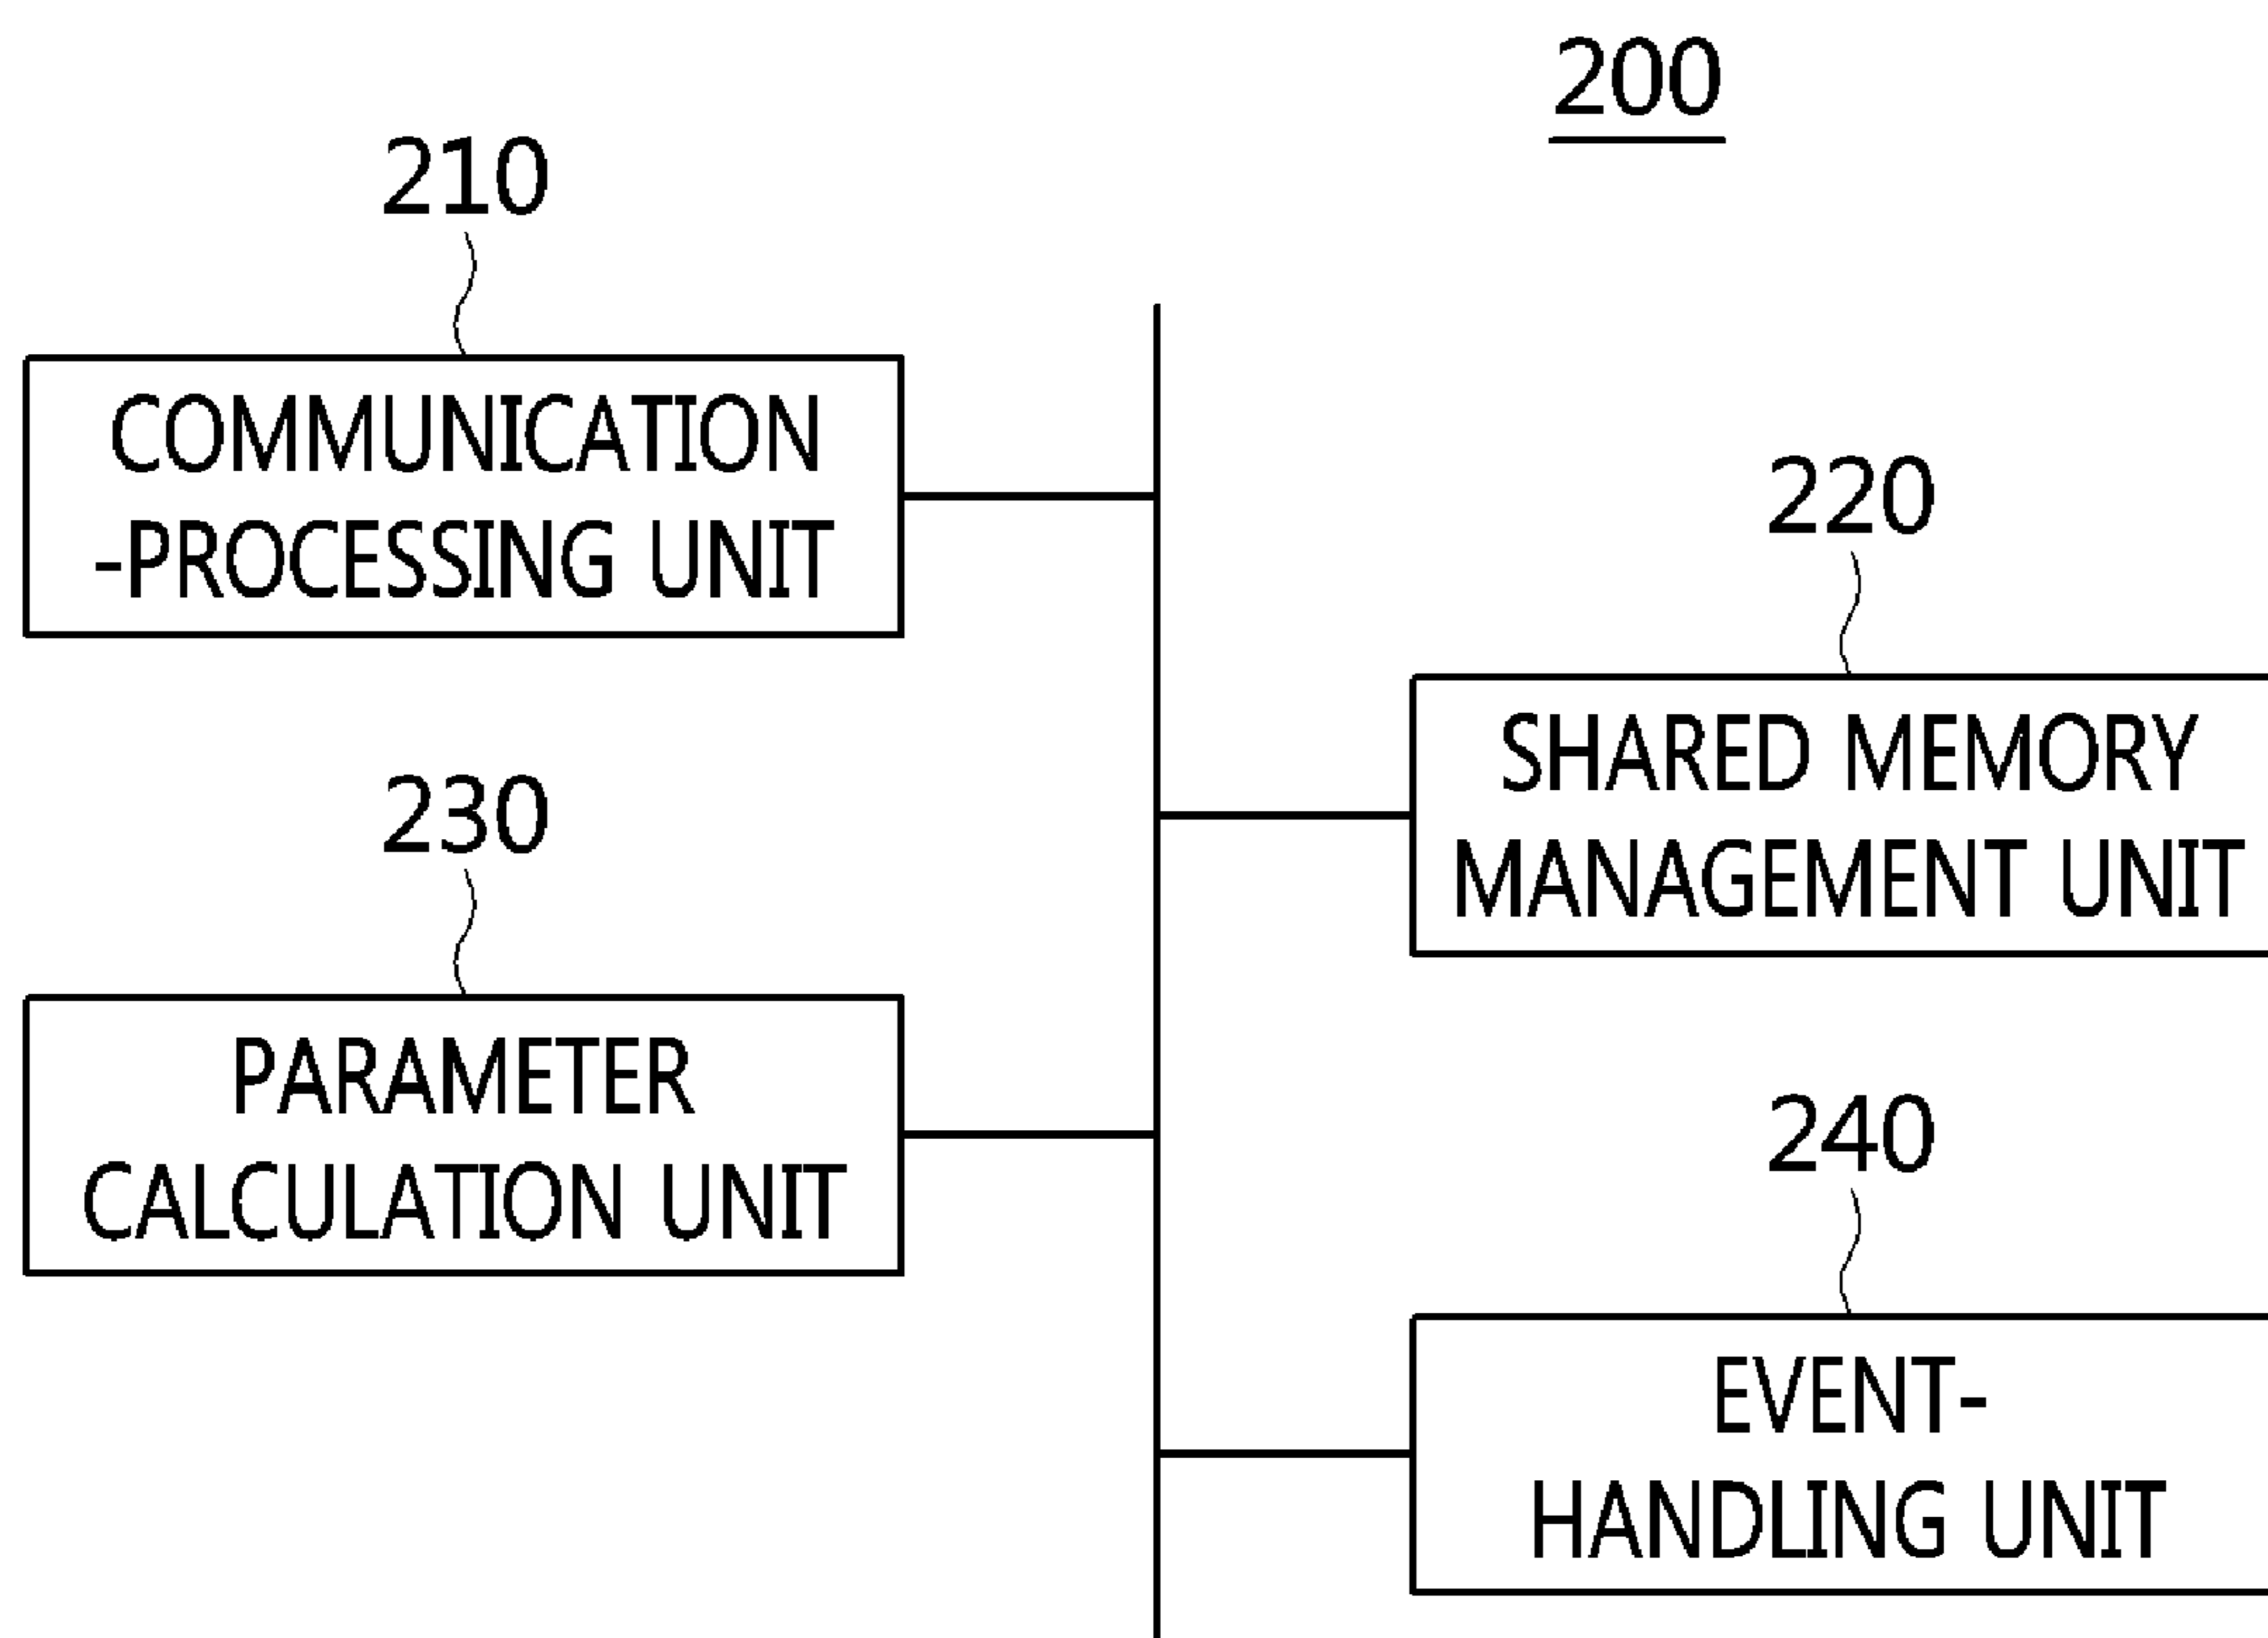 200
210
COMMUNICATION
-PROCESSING UNIT
220
SHARED MEMORY
MANAGEMENT UNIT
230
PARAMETER
CALCULATION UNIT
240
EVENT-
HANDLING UNIT